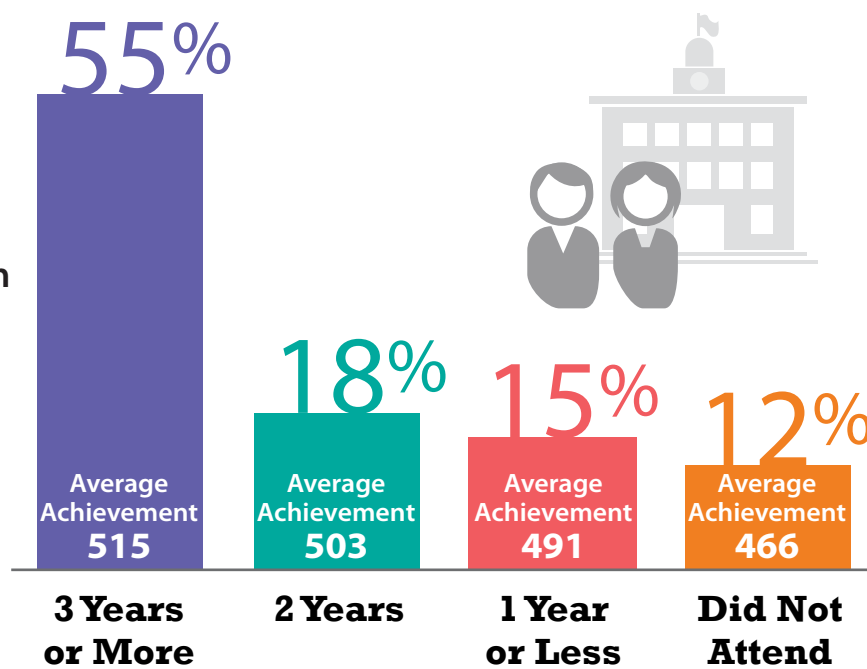 55%
18%
15%
12%
Average
Achievement
515
Average
Achievement
503
Average
Achievement
491
Average
Achievement
466
3 Years
or More
2 Years
1 Year
or Less
Did Not
Attend